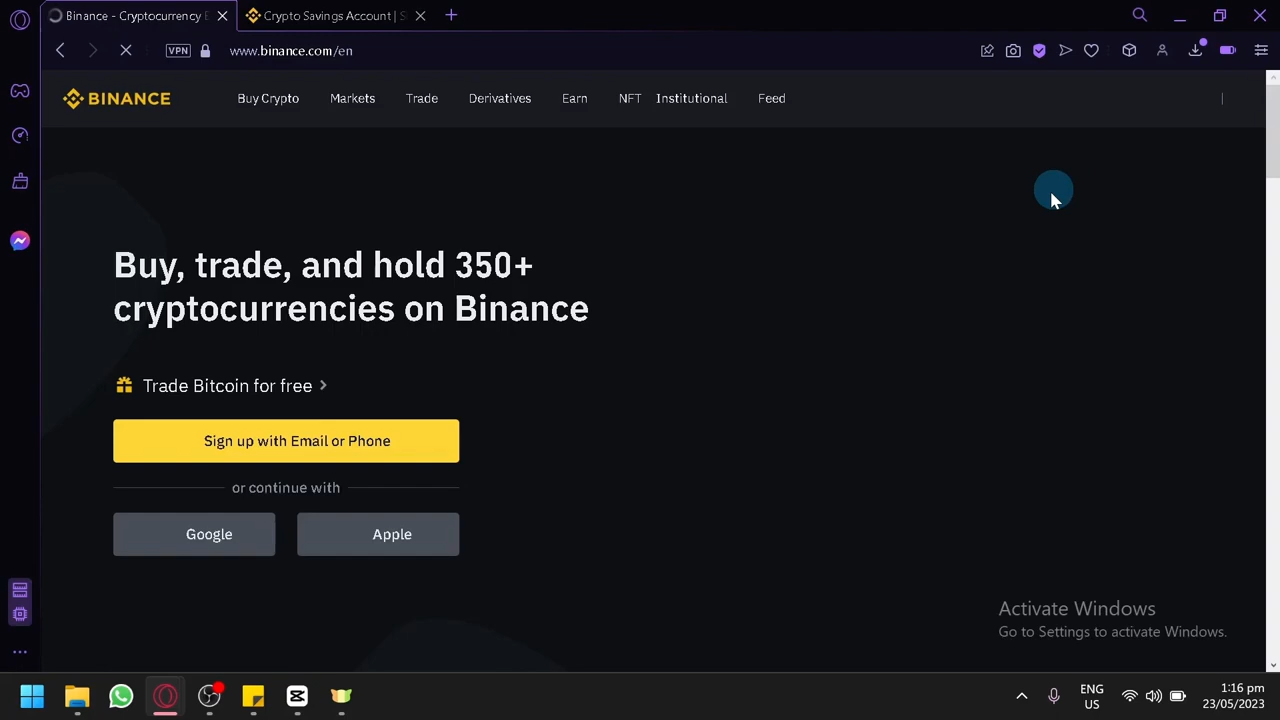 Binance - Cryptocurrency E
Crypto Savings Account | S
VPN
www.binance.com/en
BINANCE
Buy Crypto
Markets
Trade
Derivatives
Earn
NFT
Institutional
Feed
Buy, trade, and hold 350+
cryptocurrencies on Binance
Trade Bitcoin for free
Sign up with Email or Phone
or continue with
Google
Apple
Activate Windows
Go to Settings to activate Windows.
ENG
US
1:16 pm
23/05/2023